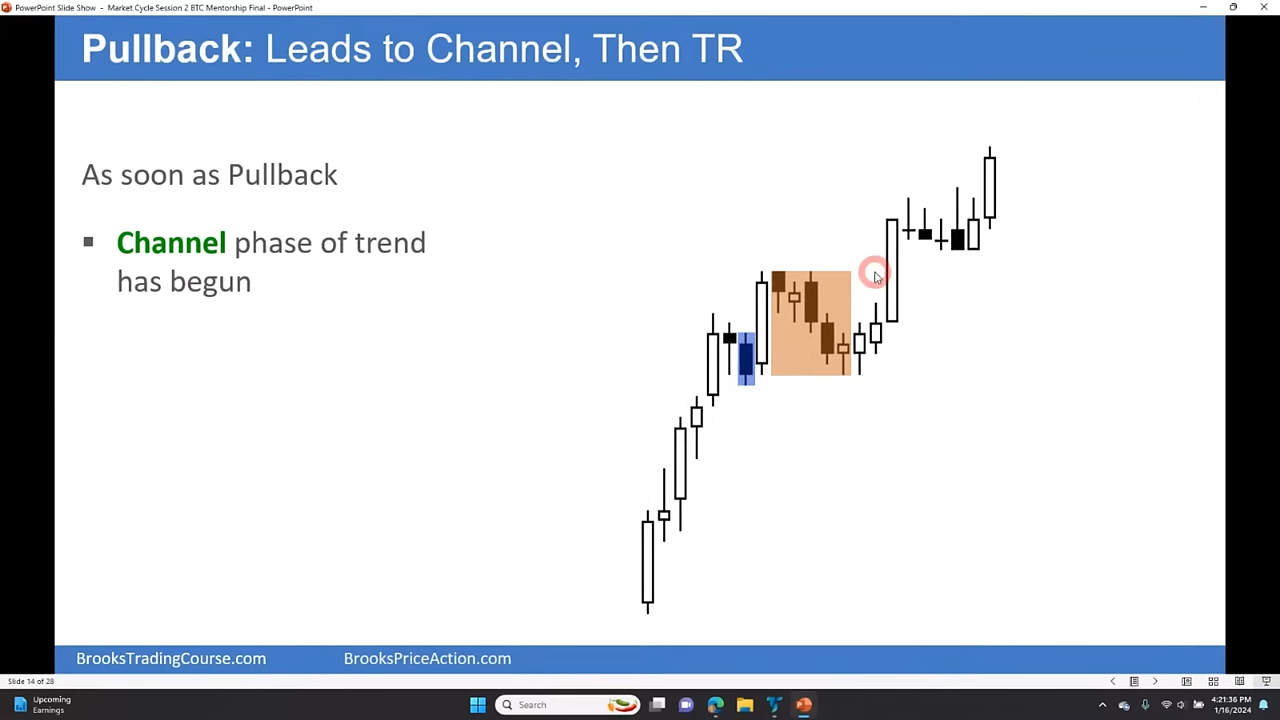 PowerPoint Slide Show - Market Cycle Session 2 BTC Mentorship Final - PowerPoint
Pullback: Leads to Channel, Then TR
As soon as Pullback
▪ Channel phase of trend
has begun
BrooksTradingCourse.com BrooksPriceAction.com
Slide 14 of 28
Upcoming
Earnings
Search
4:21:36 PM
1/16/2024